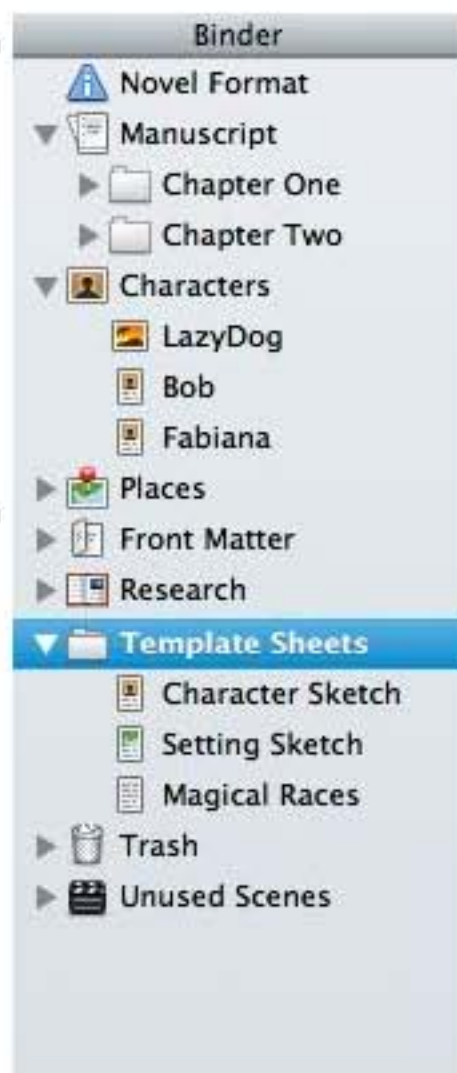 Binder
Novel Format
Manuscript
Chapter One
Chapter Two
Characters
LazyDog
Bob
Fabiana
Places
Front Matter
Research
Template Sheets
Character Sketch
Setting Sketch
Magical Races
Trash
Unused Scenes